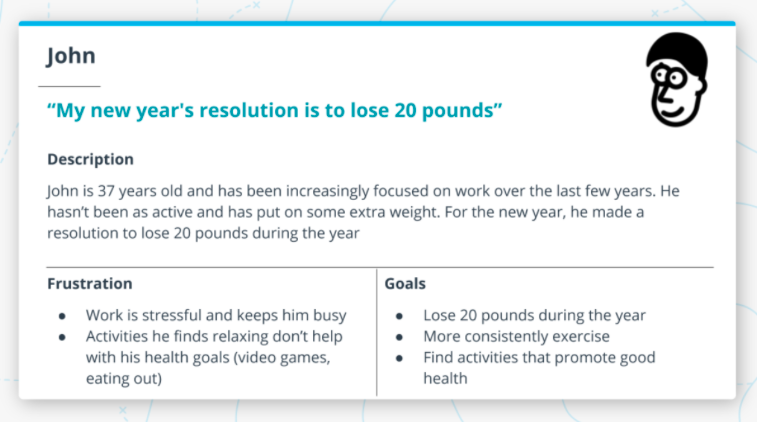 John
“My new year's resolution is to lose 20 pounds”
Description
John is 37 years old and has been increasingly focused on work over the last few years. He
hasn’t been as active and has put on some extra weight. For the new year, he made a
resolution to lose 20 pounds during the year
Frustration
● Work is stressful and keeps him busy
● Activities he finds relaxing don’t help
with his health goals (video games,
eating out)
Goals
● Lose 20 pounds during the year
● More consistently exercise
● Find activities that promote good
health